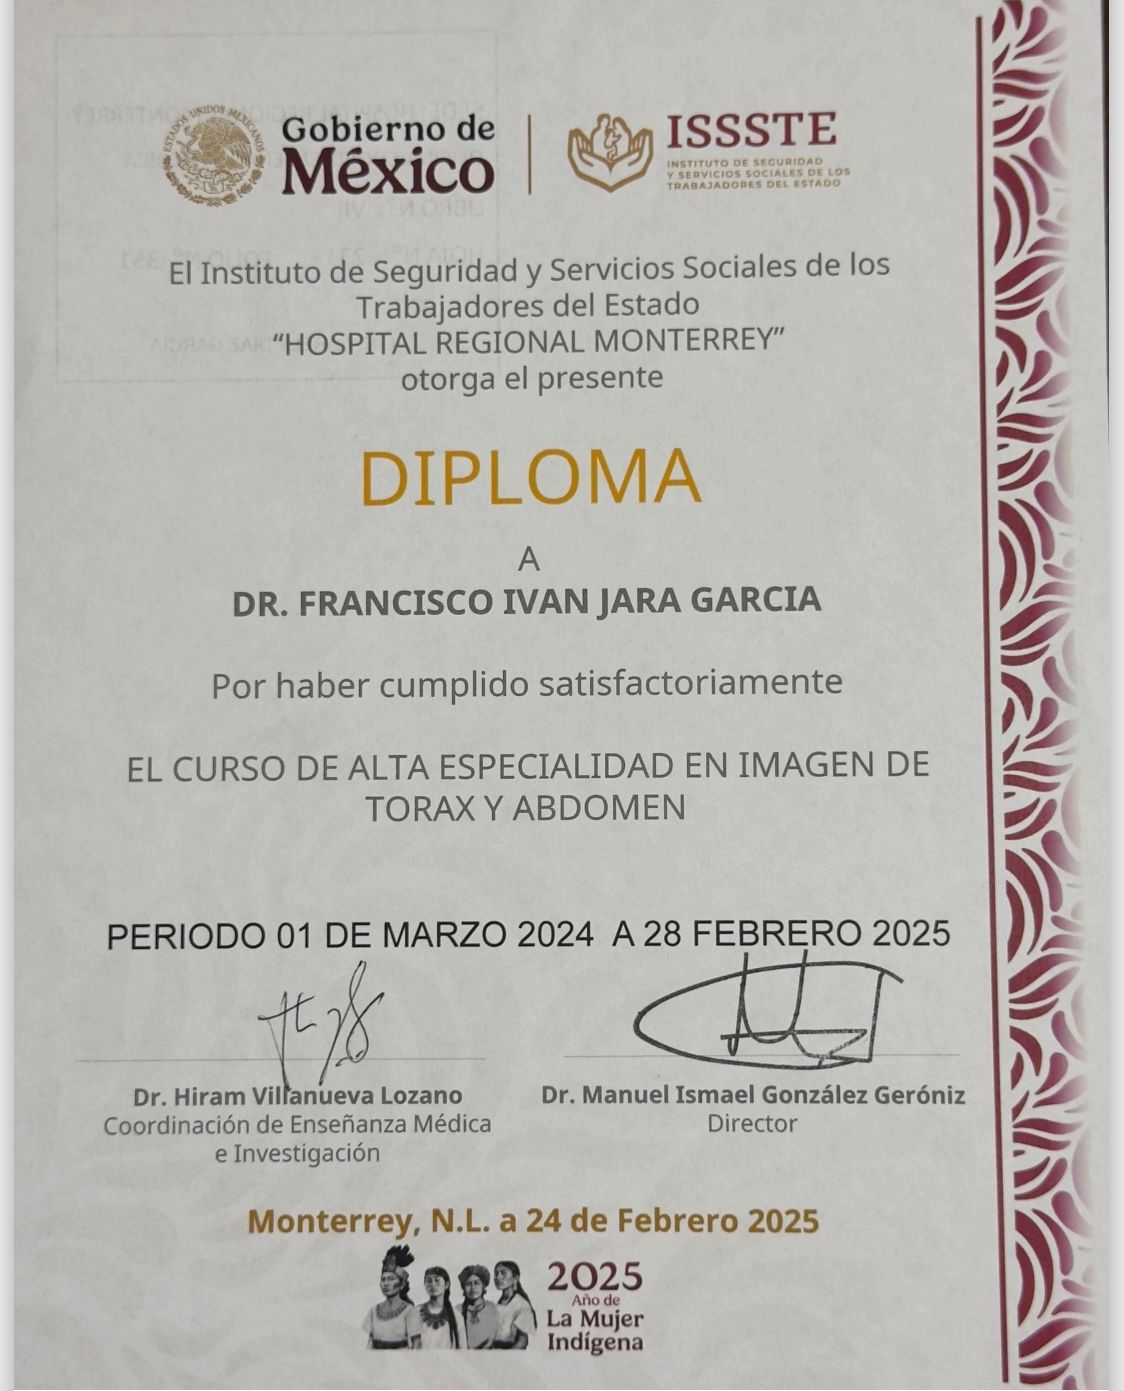 ESTADOS UNIDOS MEXICANOS
Gobierno de
México
ISSSTE
INSTITUTO DE SEGURIDAD
Y SERVICIOS SOCIALES DE LOS
TRABAJADORES DEL ESTADO
El Instituto de Seguridad y Servicios Sociales de los
Trabajadores del Estado
“HOSPITAL REGIONAL MONTERREY”
otorga el presente
DIPLOMA
A
DR. FRANCISCO IVAN JARA GARCIA
Por haber cumplido satisfactoriamente
EL CURSO DE ALTA ESPECIALIDAD EN IMAGEN DE
TORAX Y ABDOMEN
PERIODO 01 DE MARZO 2024 A 28 FEBRERO 2025
Dr. Hiram Villanueva Lozano
Coordinación de Enseñanza Médica
e Investigación
Dr. Manuel Ismael González Geróniz
Director
Monterrey, N.L. a 24 de Febrero 2025
2025
Año de
La Mujer
Indígena